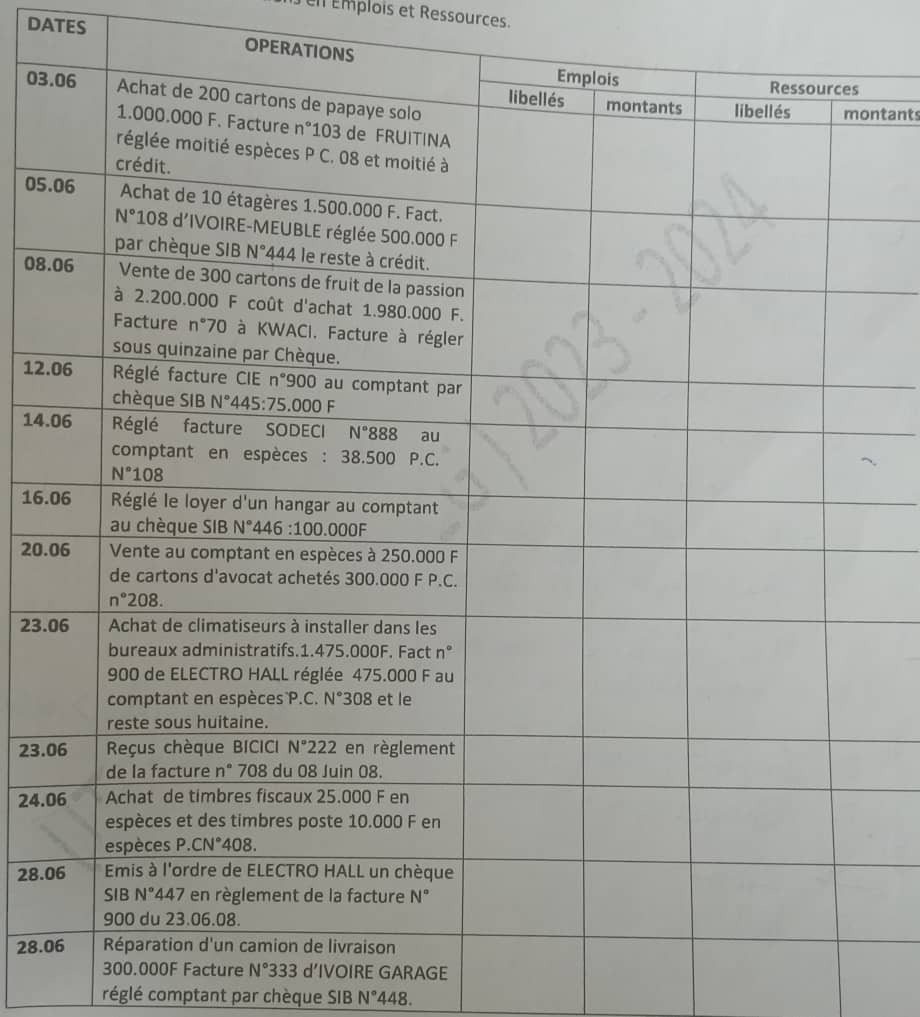 en Emplois et Ressources.
DATES
OPERATIONS
Emplois
Ressources
libellés
montants
libellés
montants
03.06
Achat de 200 cartons de papaye solo
1.000.000 F. Facture n°103 de FRUITINA
réglée moitié espèces P C. 08 et moitié à
crédit.
05.06
Achat de 10 étagères 1.500.000 F. Fact.
N°108 d'IVOIRE-MEUBLE réglée 500.000 F
par chèque SIB N°444 le reste à crédit.
08.06
Vente de 300 cartons de fruit de la passion
à 2.200.000 F coût d'achat 1.980.000 F.
Facture n°70 à KWACI. Facture à régler
sous quinzaine par Chèque.
12.06
Réglé facture CIE n°900 au comptant par
chèque SIB N°445:75.000 F
14.06
Réglé facture SODECI N°888 au
comptant en espèces : 38.500 P.C.
N°108
16.06
Réglé le loyer d'un hangar au comptant
au chèque SIB N°446 :100.000F
20.06
Vente au comptant en espèces à 250.000 F
de cartons d'avocat achetés 300.000 F P.C.
n°208.
23.06
Achat de climatiseurs à installer dans les
bureaux administratifs.1.475.000F. Fact n°
900 de ELECTRO HALL réglée 475.000 F au
comptant en espèces P.C. N°308 et le
reste sous huitaine.
23.06
Reçus chèque BICICI N°222 en règlement
de la facture n° 708 du 08 Juin 08.
24.06
Achat de timbres fiscaux 25.000 F en
espèces et des timbres poste 10.000 F en
espèces P.CN°408.
28.06
Emis à l'ordre de ELECTRO HALL un chèque
SIB N°447 en règlement de la facture N°
900 du 23.06.08.
28.06
Réparation d'un camion de livraison
300.000F Facture N°333 d'IVOIRE GARAGE
réglé comptant par chèque SIB N°448.
2023 - 2024